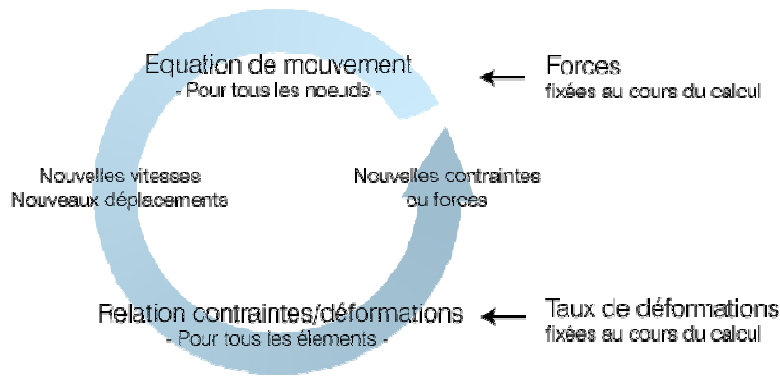 Equation de mouvement
- Pour tous les noeuds -
Forces
fixées au cours du calcul
Nouvelles vitesses
Nouveaux déplacements
Nouvelles contraintes
ou forces
Relation contraintes/déformations
- Pour tous les élements -
Taux de déformations
fixées au cours du calcul